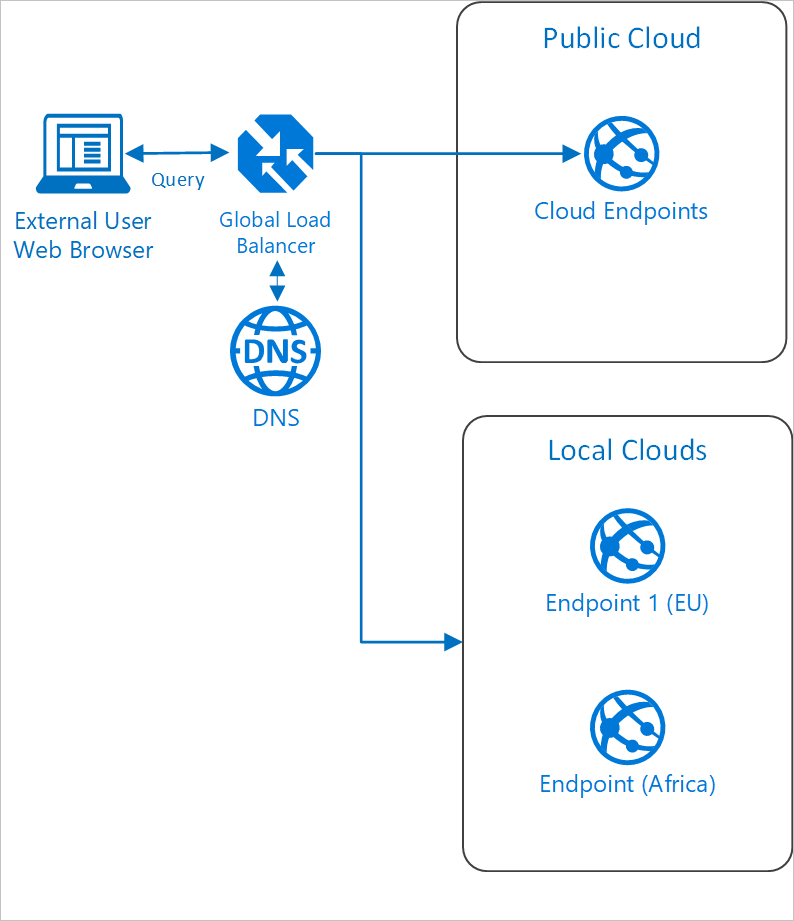 Public Cloud
Cloud Endpoints
Query
External User
Web Browser
Global Load
Balancer
DNS
DNS
Local Clouds
Endpoint 1 (EU)
Endpoint (Africa)